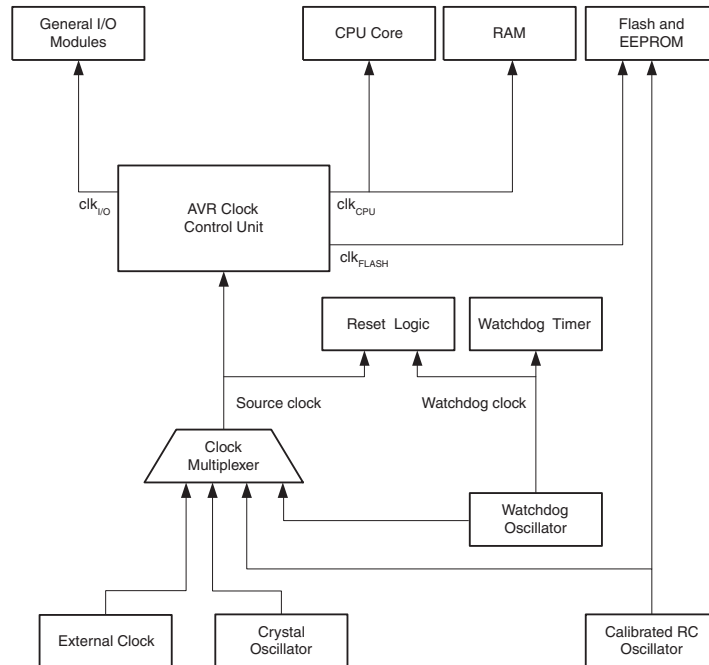 General I/O
Modules
CPU Core
RAM
Flash and
EEPROM
clkI/O
AVR Clock
Control Unit
clkCPU
clkFLASH
Reset Logic
Watchdog Timer
Source clock
Watchdog clock
Clock
Multiplexer
Watchdog
Oscillator
External Clock
Crystal
Oscillator
Calibrated RC
Oscillator